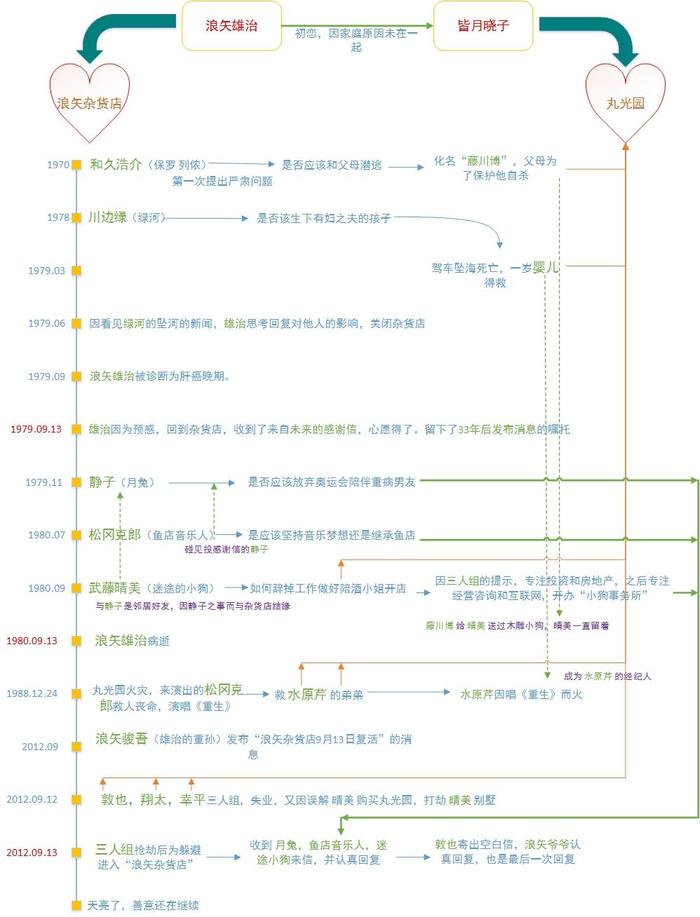 浪矢雄治
皆月晓子
初恋，因家庭原因未在一
起
浪矢杂货店
丸光园
1970
和久浩介（保罗 列侬）
第一次提出严肃问题
是否应该和父母潜逃
化名“藤川博”，父母为
了保护他自杀
1978
川边绿（绿河）
是否该生下有妇之夫的孩子
1979.03
驾车坠海死亡，一岁婴儿
得救
1979.06
因看见绿河的坠河的新闻，雄治思考回复对他人的影响，关闭杂货店
1979.09
浪矢雄治被诊断为肝癌晚期。
1979.09.13
雄治因为预感，回到杂货店，收到了来自未来的感谢信，心愿得了。留下了33年后发布消息的嘱托
1979.11
静子（月兔）
是否应该放弃奥运会陪伴重病男友
1980.07
松冈克郎（鱼店音乐人）
是应该坚持音乐梦想还是继承鱼店
碰见投感谢信的静子
1980.09
武藤晴美（迷途的小狗）
如何辞掉工作做好陪酒小姐开店
因三人组的提示，专注投资和房地产，之后专注
经营咨询和互联网，开办“小狗事务所”
与静子是邻居好友，因静子之事而与杂货店结缘
藤川博 给 晴美 送过木雕小狗，晴美一直留着
1980.09.13
浪矢雄治病逝
成为 水原芹 的经纪人
1988.12.24
丸光园火灾，来演出的松冈克
郎救人丧命，演唱《重生》
救 水原芹 的弟弟
水原芹因唱《重生》而火
2012.09
浪矢骏吾（雄治的重孙）发布“浪矢杂货店9月13日复活”的消
息
2012.09.12
敦也，翔太，幸平三人组，失业，又因误解 晴美 购买丸光园，打劫 晴美 别墅
2012.09.13
三人组抢劫后为躲避
进入“浪矢杂货店”
收到 月兔，鱼店音乐人，迷
途小狗来信，并认真回复
敦也寄出空白信，浪矢爷爷认
真回复，也是最后一次回复
天亮了，善意还在继续